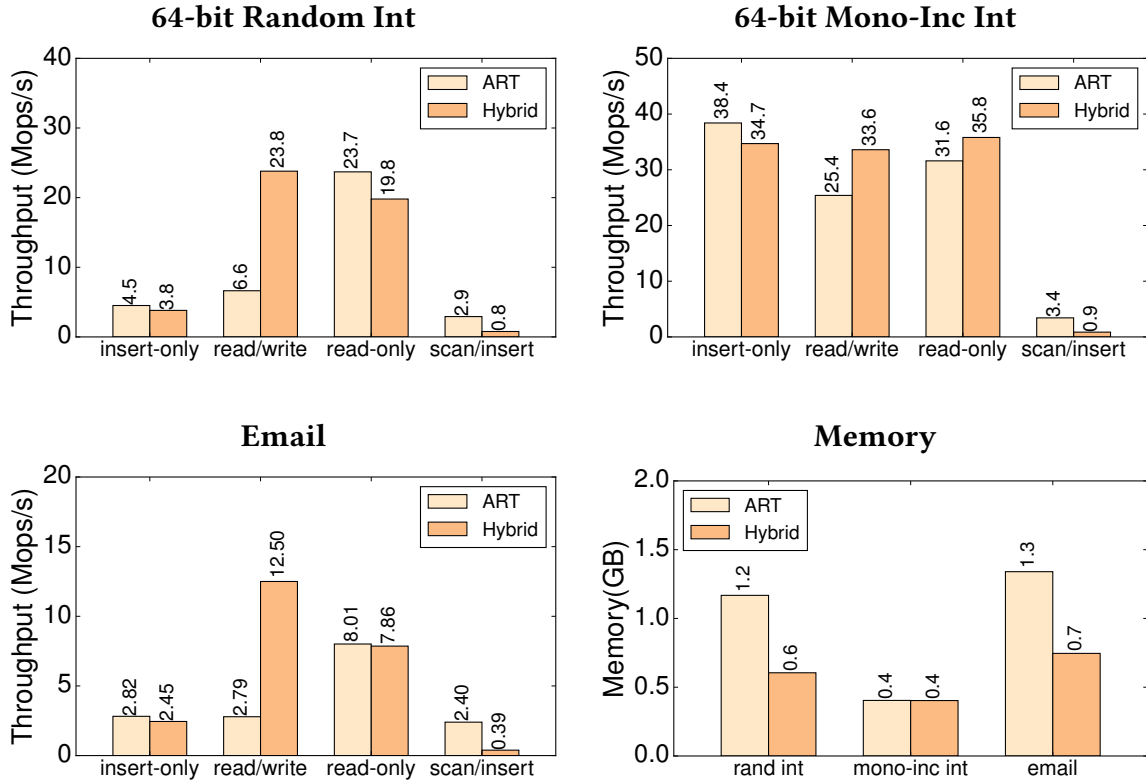 64-bit Random Int
Throughput (Mops/s)
40
30
20
10
0
ART
Hybrid
4.5
3.8
6.6
23.8
23.7
19.8
2.9
0.8
insert-only read/write read-only scan/insert
64-bit Mono-Inc Int
Throughput (Mops/s)
50
40
30
20
10
0
ART
Hybrid
38.4
34.7
25.4
33.6
31.6
35.8
3.4
0.9
insert-only read/write read-only scan/insert
Email
Throughput (Mops/s)
20
15
10
5
0
ART
Hybrid
2.82
2.45
2.79
12.50
8.01
7.86
2.40
0.39
insert-only read/write read-only scan/insert
Memory
Memory(GB)
2.0
1.5
1.0
0.5
0.0
ART
Hybrid
1.2
0.6
0.4
0.4
1.3
0.7
rand int mono-inc int email